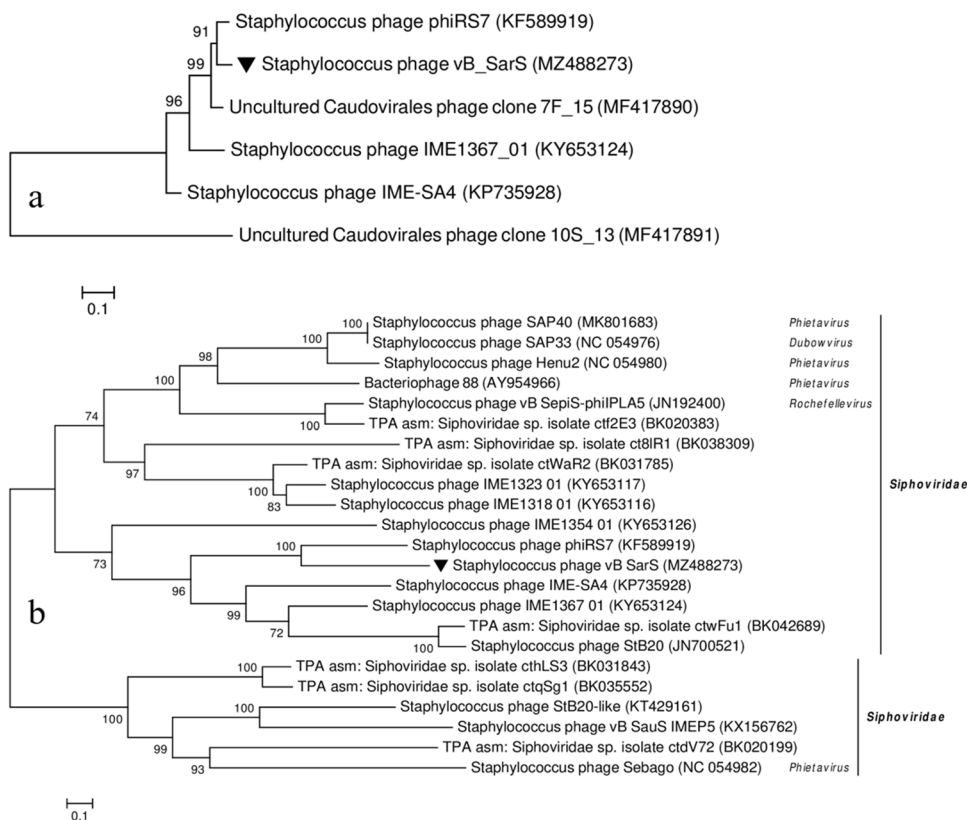 Staphylococcus phage phiRS7 (KF589919)
91
Staphylococcus phage vB_SarS (MZ488273)
99
96
Uncultured Caudovirales phage clone 7F_15 (MF417890)
Staphylococcus phage IME1367_01 (KY653124)
a
Staphylococcus phage IME-SA4 (KP735928)
Uncultured Caudovirales phage clone 10S_13 (MF417891)
0.1
100 Staphylococcus phage SAP40 (MK801683) Phietavirus
100 Staphylococcus phage SAP33 (NC 054976) Dubowvirus
98 Staphylococcus phage Henu2 (NC 054980) Phietavirus
100 Bacteriophage 88 (AY954966) Phietavirus
Staphylococcus phage vB SepiS-philPLA5 (JN192400) Rochefellevirus
74 100 TPA asm: Siphoviridae sp. isolate ctf2E3 (BK020383)
TPA asm: Siphoviridae sp. isolate ct8lR1 (BK038309)
97 TPA asm: Siphoviridae sp. isolate ctWaR2 (BK031785)
100 Staphylococcus phage IME1323 01 (KY653117) Siphoviridae
83 Staphylococcus phage IME1318 01 (KY653116)
Staphylococcus phage IME1354 01 (KY653126)
100 Staphylococcus phage phiRS7 (KF589919)
73 Staphylococcus phage vB SarS (MZ488273)
96 Staphylococcus phage IME-SA4 (KP735928)
b 99 Staphylococcus phage IME1367 01 (KY653124)
72 TPA asm: Siphoviridae sp. isolate ctwFu1 (BK042689)
100 Staphylococcus phage StB20 (JN700521)
100 TPA asm: Siphoviridae sp. isolate cthLS3 (BK031843)
TPA asm: Siphoviridae sp. isolate ctqSg1 (BK035552)
100 100 Staphylococcus phage StB20-like (KT429161) Siphoviridae
99 Staphylococcus phage vB SauS IMEP5 (KX156762)
TPA asm: Siphoviridae sp. isolate ctdV72 (BK020199)
93 Staphylococcus phage Sebago (NC 054982) Phietavirus
0.1